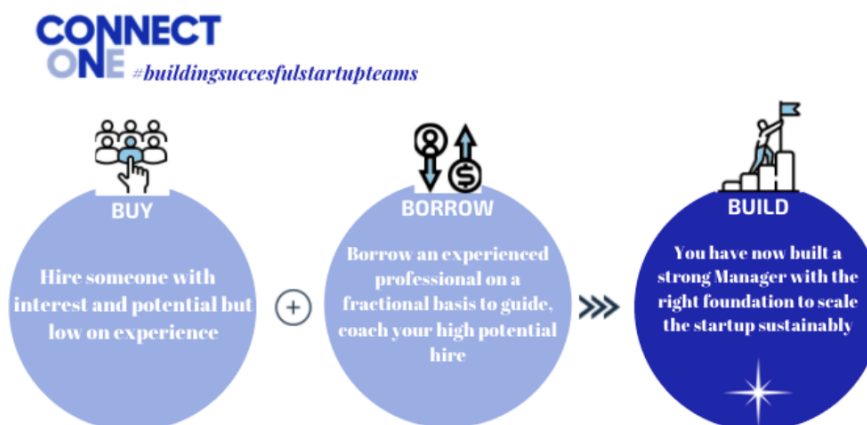 CONNECT
ONE #buildingsuccesfulstartupteams
BUY
Hire someone with
interest and potential but
low on experience
BORROW
Borrow an experienced
professional on a
fractional basis to guide,
coach your high potential
hire
BUILD
You have now built a
strong Manager with the
right foundation to scale
the startup sustainably